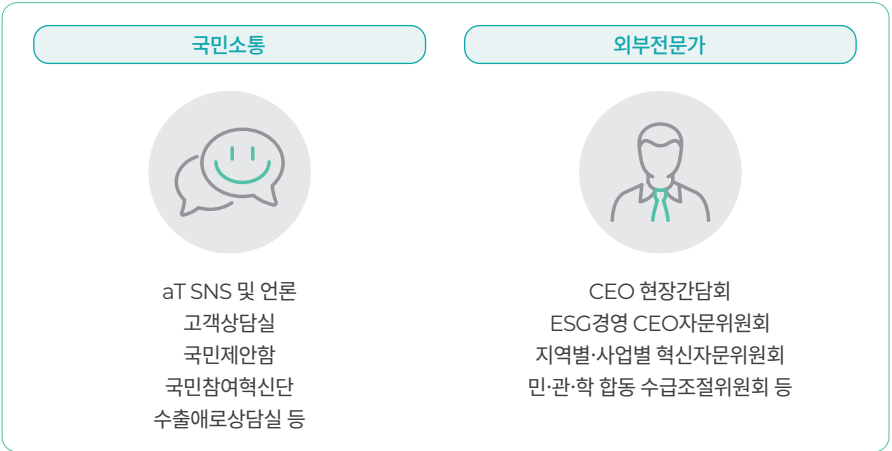 국민소통
aT SNS 및 언론
고객상담실
국민제안함
국민참여혁신단
수출애로상담실 등
외부전문가
CEO 현장간담회
ESG경영 CEO자문위원회
지역별·사업별 혁신자문위원회
민·관·학 합동 수급조절위원회 등